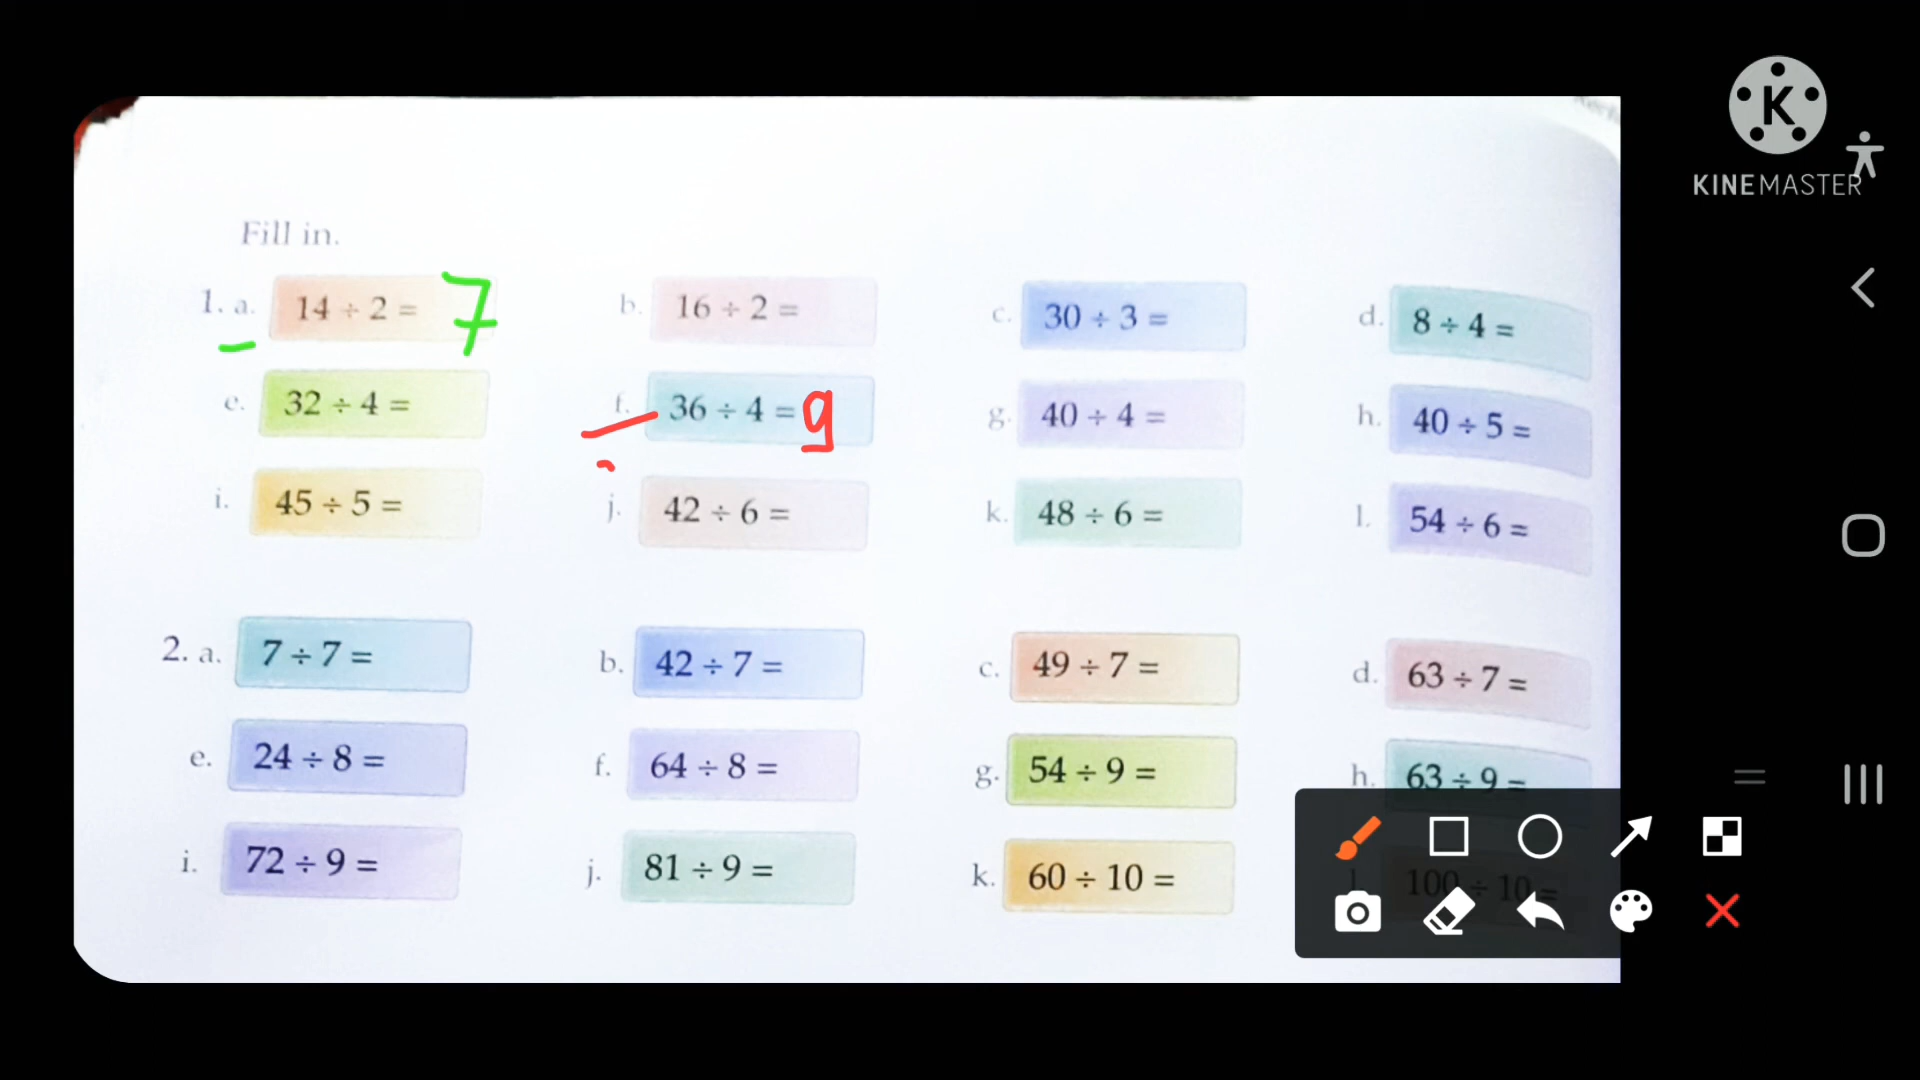 KINEMASTER
Fill in.
1. a. 14 ÷ 2 = 7 b. 16 ÷ 2 = c. 30 ÷ 3 = d. 8 ÷ 4 =
e. 32 ÷ 4 = f. 36 ÷ 4 = 9 g. 40 ÷ 4 = h. 40 ÷ 5 =
i. 45 ÷ 5 = j. 42 ÷ 6 = k. 48 ÷ 6 = l. 54 ÷ 6 =
2. a. 7 ÷ 7 = b. 42 ÷ 7 = c. 49 ÷ 7 = d. 63 ÷ 7 =
e. 24 ÷ 8 = f. 64 ÷ 8 = g. 54 ÷ 9 = h. 63 ÷ 9 =
i. 72 ÷ 9 = j. 81 ÷ 9 = k. 60 ÷ 10 = l. 100 ÷ 10 =